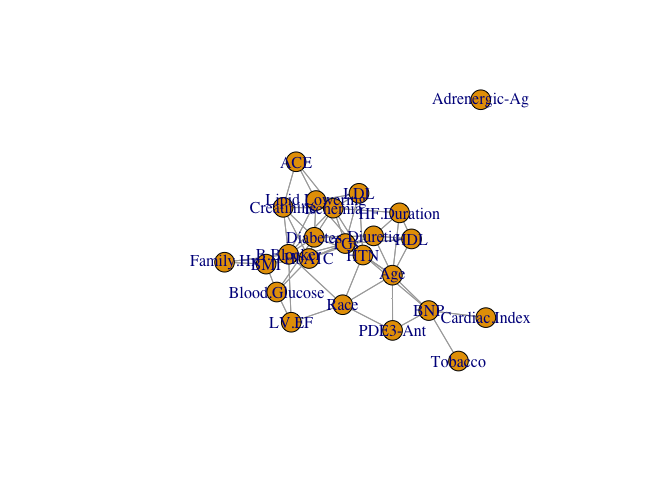 Adrenergic-Ag
ACE
LDL
Lipid Lowering
Creatinine
Ischemia
HF.Duration
Diabetes
Diuretic
HDL
TG
HTN
B.Blocker
Family.Hx
BMI
Age
Blood.Glucose
Race
BNP
Cardiac.Index
LV.EF
PDE3-Ant
Tobacco